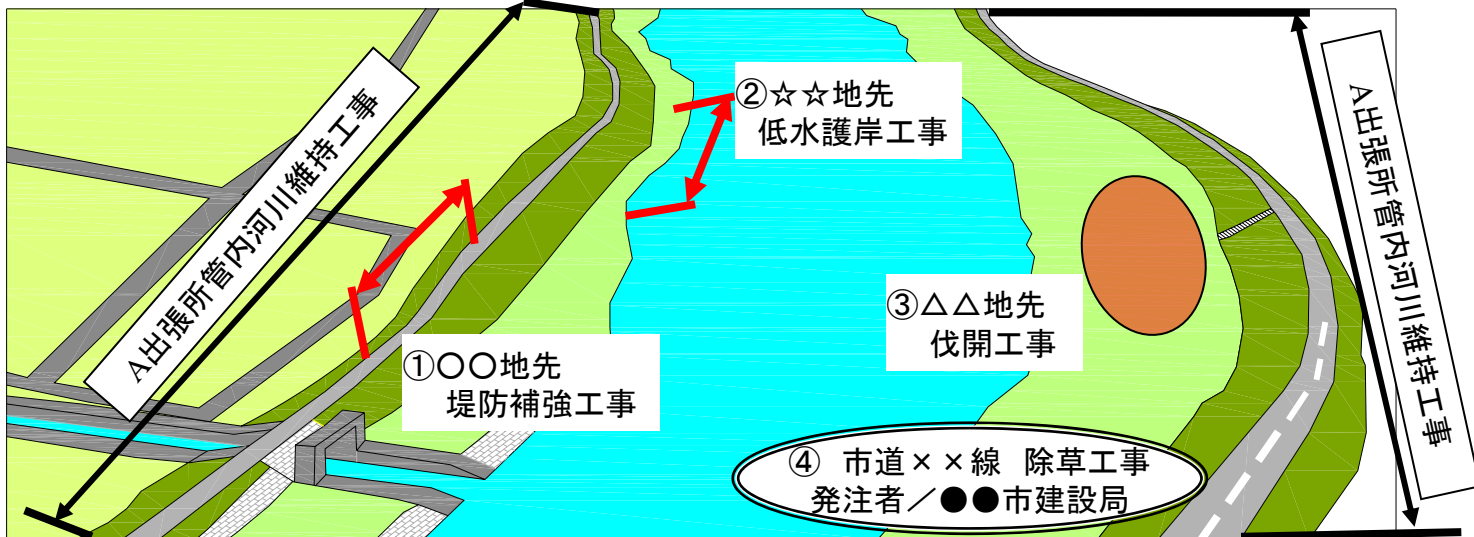 A出張所管内河川維持工事
②☆☆地先
低水護岸工事
A出張所管内河川維持工事
③△△地先
伐開工事
①〇〇地先
堤防補強工事
④ 市道××線 除草工事
発注者／●●市建設局